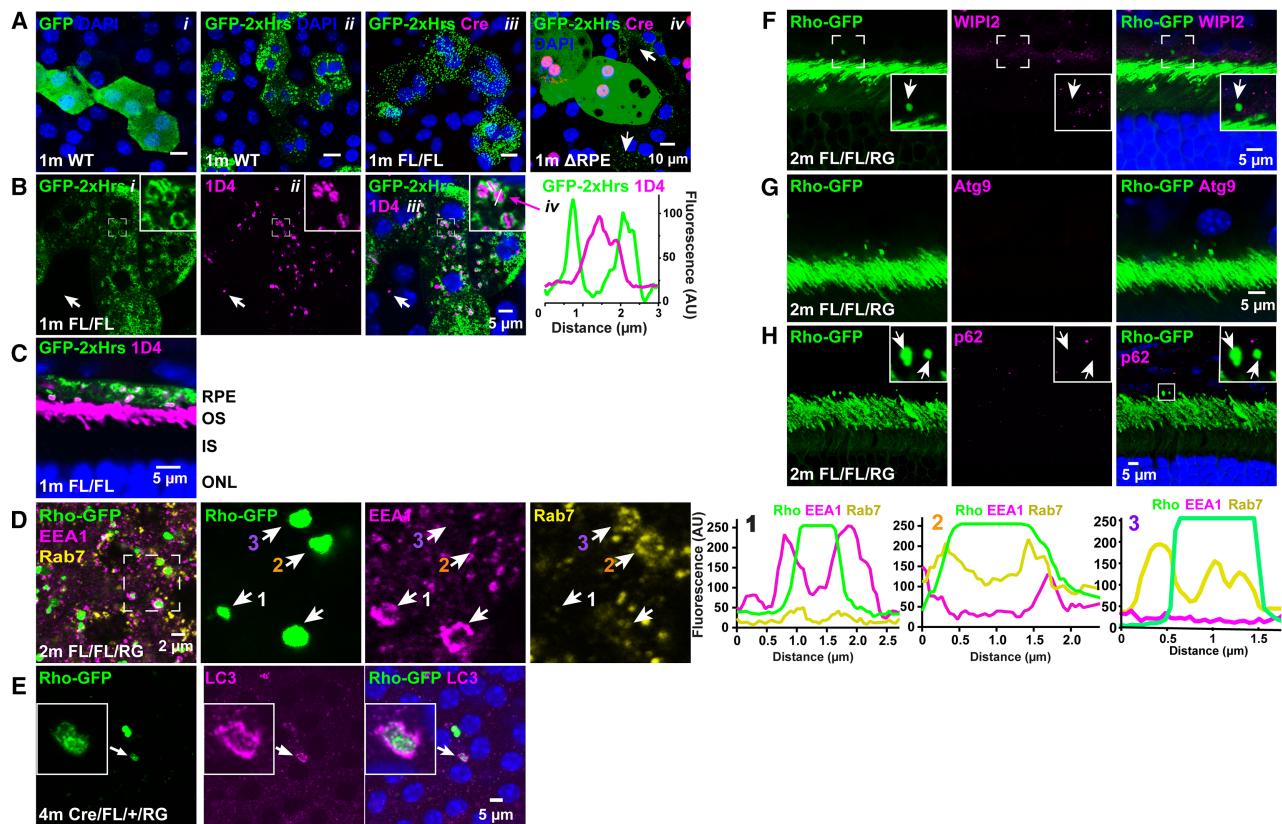 A
GFP DAPI i
1m WT
GFP-2xHrs DAPI ii
1m WT
GFP-2xHrs Cre iii
1m FL/FL
GFP-2xHrs Cre iv
DAPI
1m ΔRPE
10 µm
B
GFP-2xHrs i
1m FL/FL
1D4 ii
GFP-2xHrs
1D4 iii
5 µm
iv
GFP-2xHrs 1D4
100
50
0
Fluorescence (AU)
0 1 2 3
Distance (µm)
C
GFP-2xHrs 1D4
1m FL/FL
5 µm
RPE
OS
IS
ONL
D
Rho-GFP
EEA1
Rab7
2m FL/FL/RG
2 µm
Rho-GFP
3
2
1
EEA1
3
2
1
Rab7
3
2
1
Rho EEA1 Rab7
1
Fluorescence (AU)
250
200
150
100
50
0
0 0.5 1.0 1.5 2.0 2.5
Distance (µm)
Rho EEA1 Rab7
2
250
200
150
100
50
0
0 0.5 1.0 1.5 2.0
Distance (µm)
Rho EEA1 Rab7
3
250
200
150
100
50
0
0 0.5 1 1.5
Distance (µm)
E
Rho-GFP
4m Cre/FL/+/RG
LC3
Rho-GFP LC3
5 µm
F
Rho-GFP
2m FL/FL/RG
WIPI2
Rho-GFP WIPI2
5 µm
G
Rho-GFP
2m FL/FL/RG
Atg9
Rho-GFP Atg9
5 µm
H
Rho-GFP
2m FL/FL/RG
p62
Rho-GFP
p62
5 µm